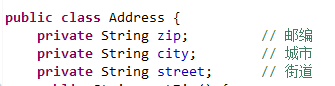 public class Address {
    private String zip;          // 邮编
    private String city;         // 城市
    private String street;       // 街道